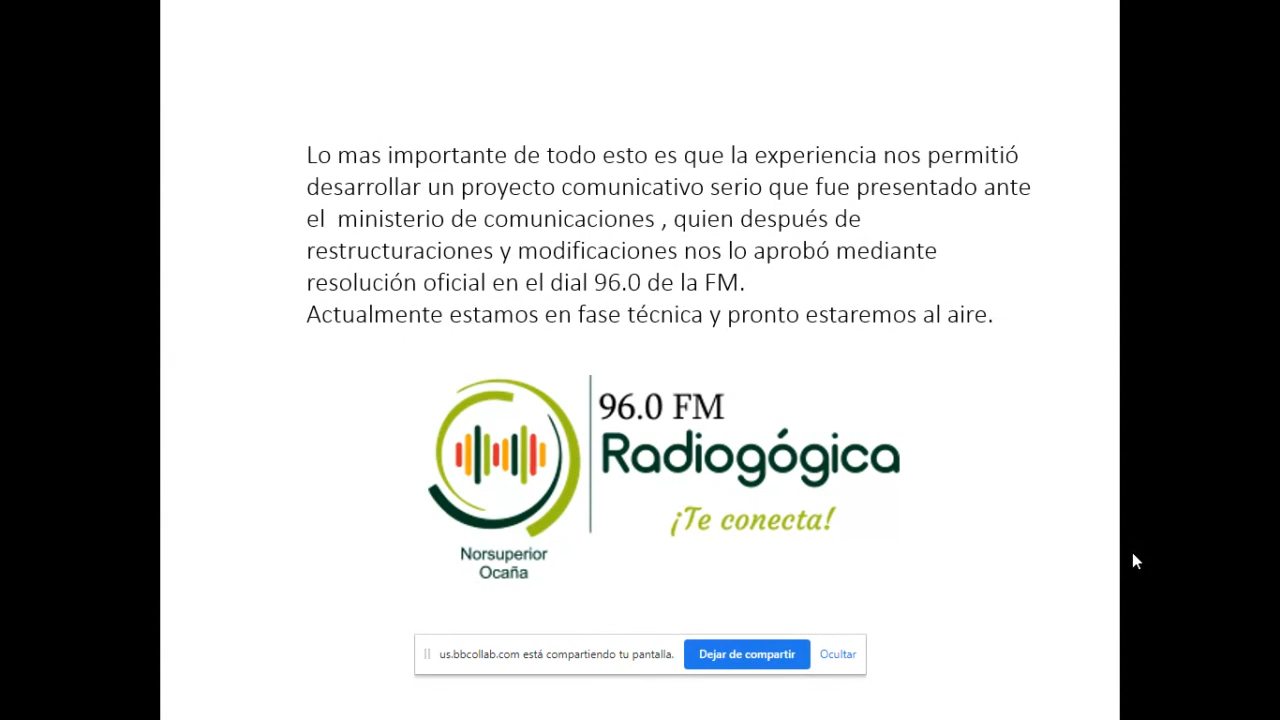 Lo mas importante de todo esto es que la experiencia nos permitió
desarrollar un proyecto comunicativo serio que fue presentado ante
el  ministerio de comunicaciones , quien después de
restructuraciones y modificaciones nos lo aprobó mediante
resolución oficial en el dial 96.0 de la FM.
Actualmente estamos en fase técnica y pronto estaremos al aire.
96.0 FM
Radiogógica
¡Te conecta!
Norsuperior
Ocaña
us.bbcollab.com está compartiendo tu pantalla. Dejar de compartir Ocultar